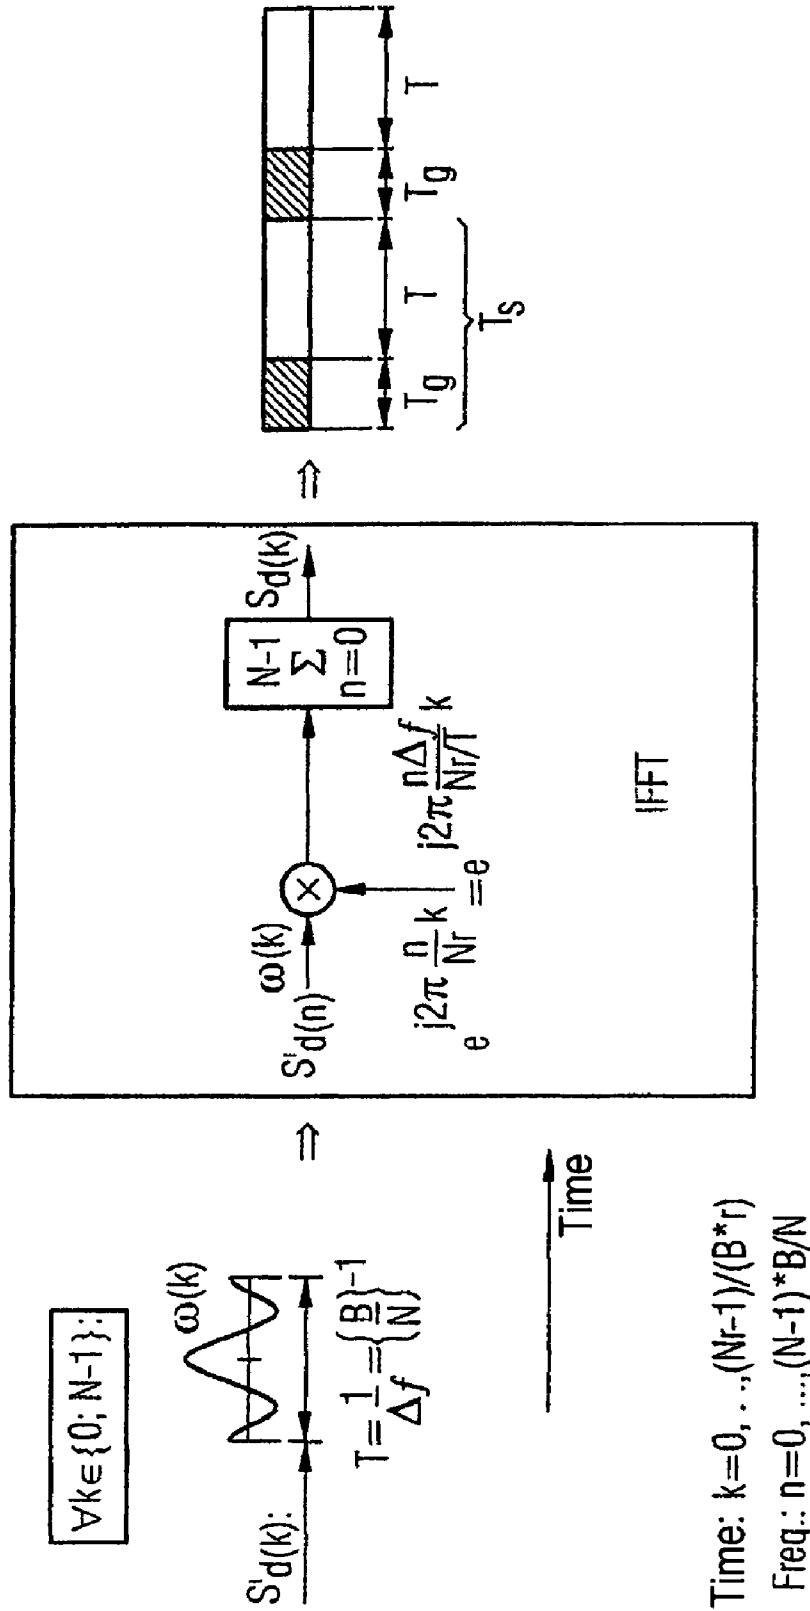 ∀k∈{0; N-1}:
S'd(k):
ω(k)
T=1/Δf={B/N}^-1
⇒
ω(k)
S'd(n)
e^j2π n/Nr k =e^j2π nΔf/Nr/T k
N-1
Σ
n=0
Sd(k)
IFFT
⇒
Tg
T
Tg
T
Ts
Time
Time: k=0, . .,(Nr-1)/(B*r)
Freq.: n=0, ...,(N-1)*B/N